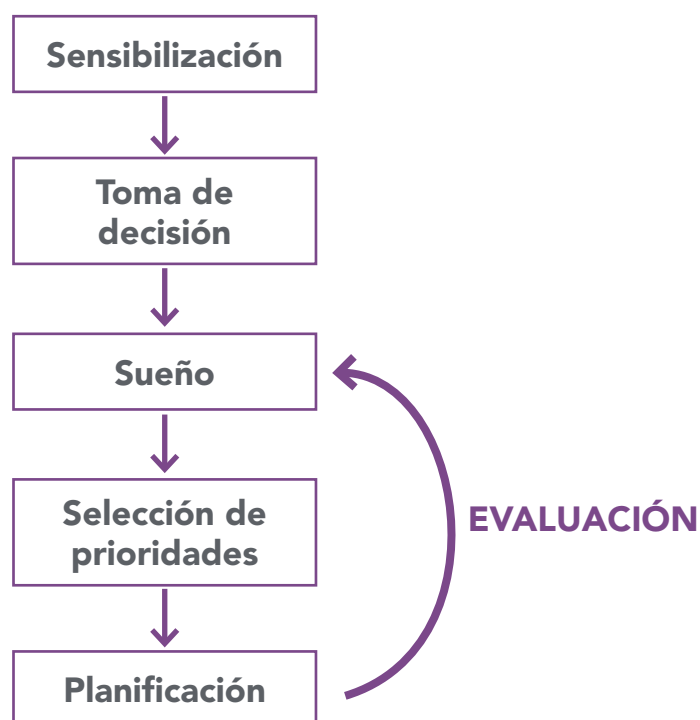 Sensibilización
Toma de
decisión
Sueño
Selección de
prioridades
EVALUACIÓN
Planificación